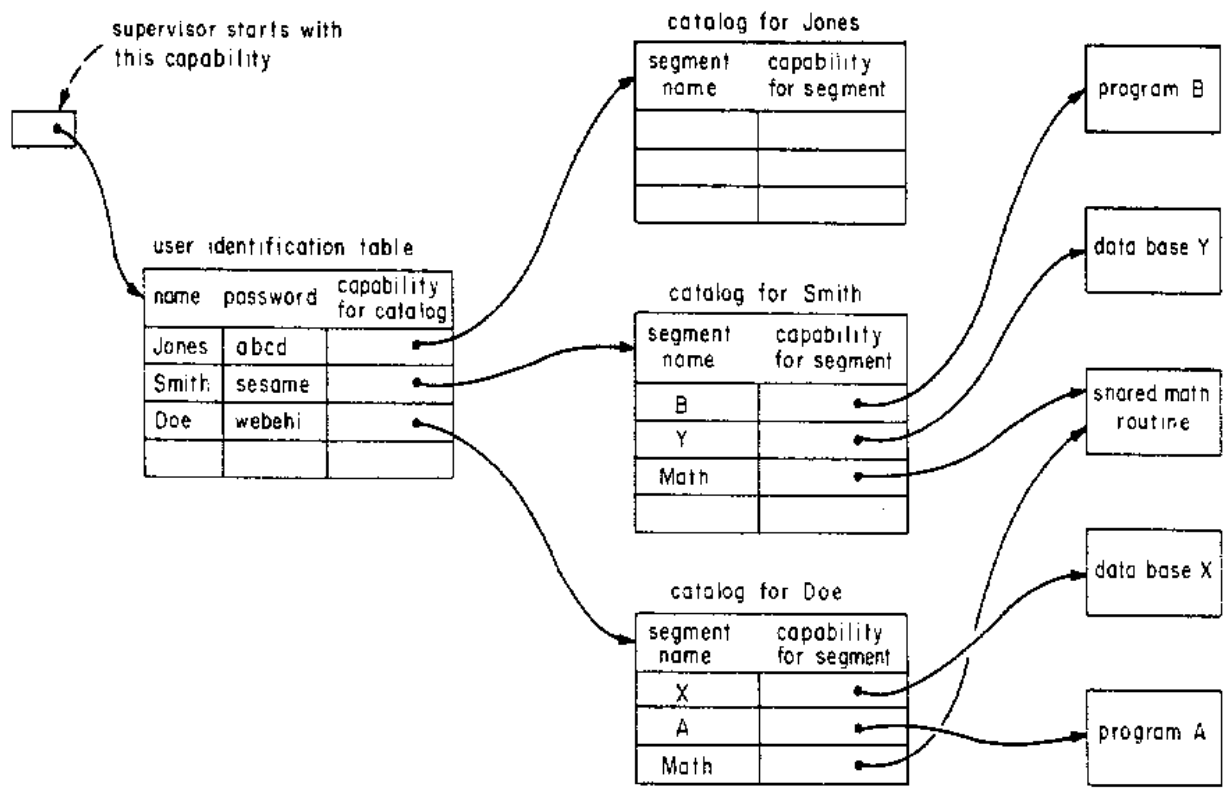 supervisor starts with
this capability
user identification table
name password capability
for catalog
Jones abcd
Smith sesame
Doe webehi
catalog for Jones
segment capability
name for segment
catalog for Smith
segment capability
name for segment
B
Y
Math
catalog for Doe
segment capability
name for segment
X
A
Math
program B
data base Y
shared math
routine
data base X
program A